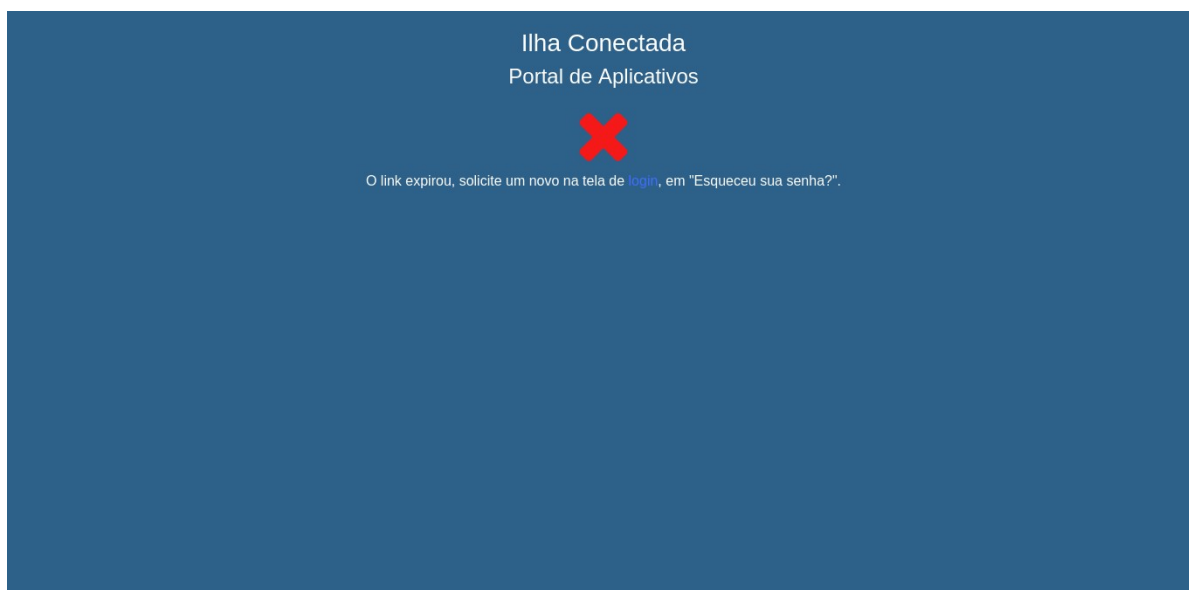 Ilha Conectada
Portal de Aplicativos
O link expirou, solicite um novo na tela de login, em "Esqueceu sua senha?".